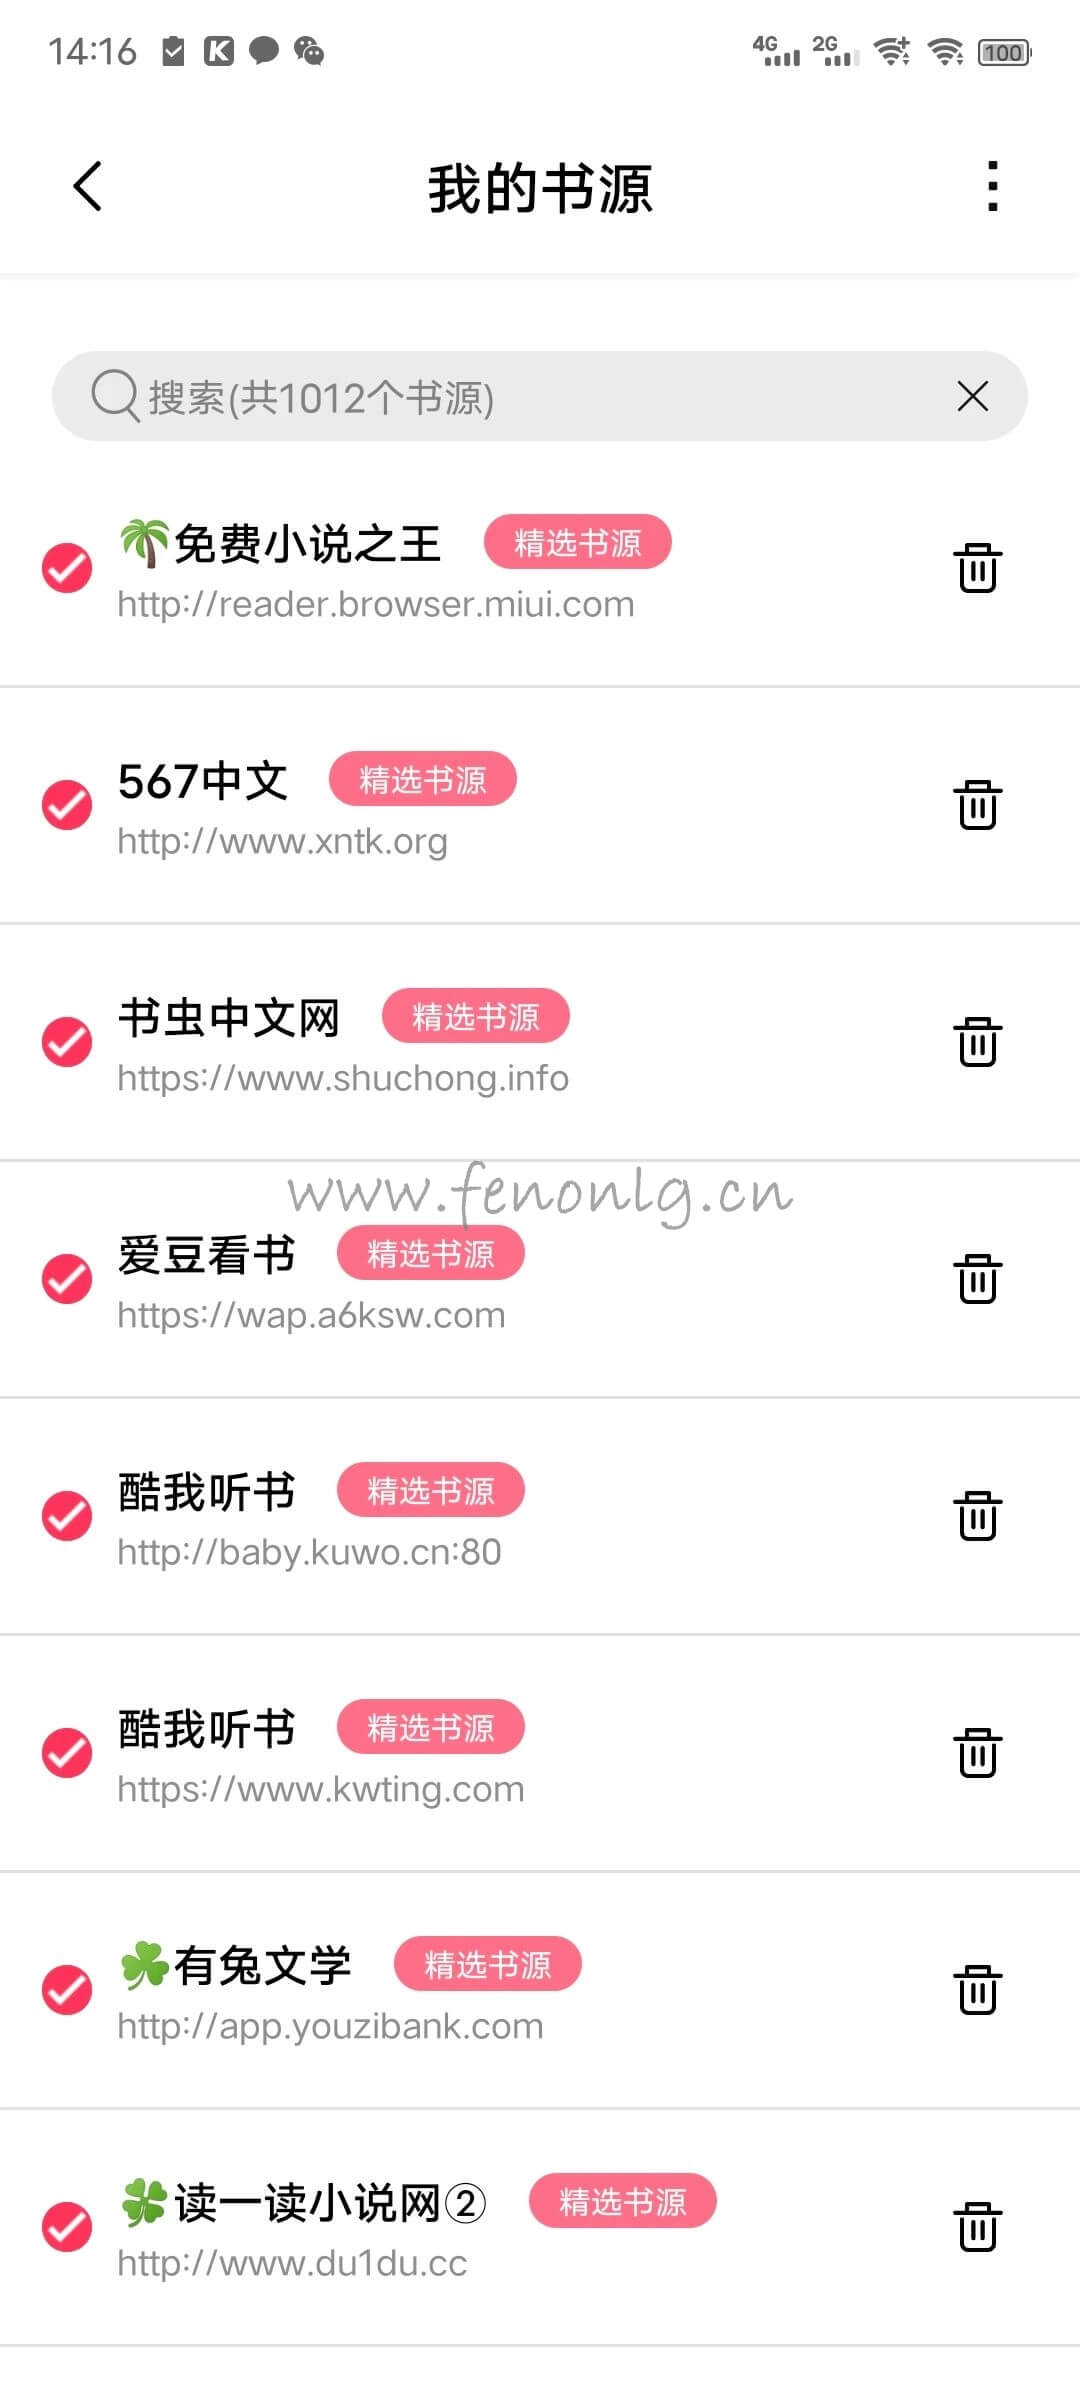 14:16
4G 2G 100
我的书源
搜索(共1012个书源)
免费小说之王 精选书源
http://reader.browser.miui.com
567中文 精选书源
http://www.xntk.org
书虫中文网 精选书源
https://www.shuchong.info
www.fenonlg.cn
爱豆看书 精选书源
https://wap.a6ksw.com
酷我听书 精选书源
http://baby.kuwo.cn:80
酷我听书 精选书源
https://www.kwting.com
☘️有兔文学 精选书源
http://app.youzibank.com
🍀读一读小说网② 精选书源
http://www.du1du.cc